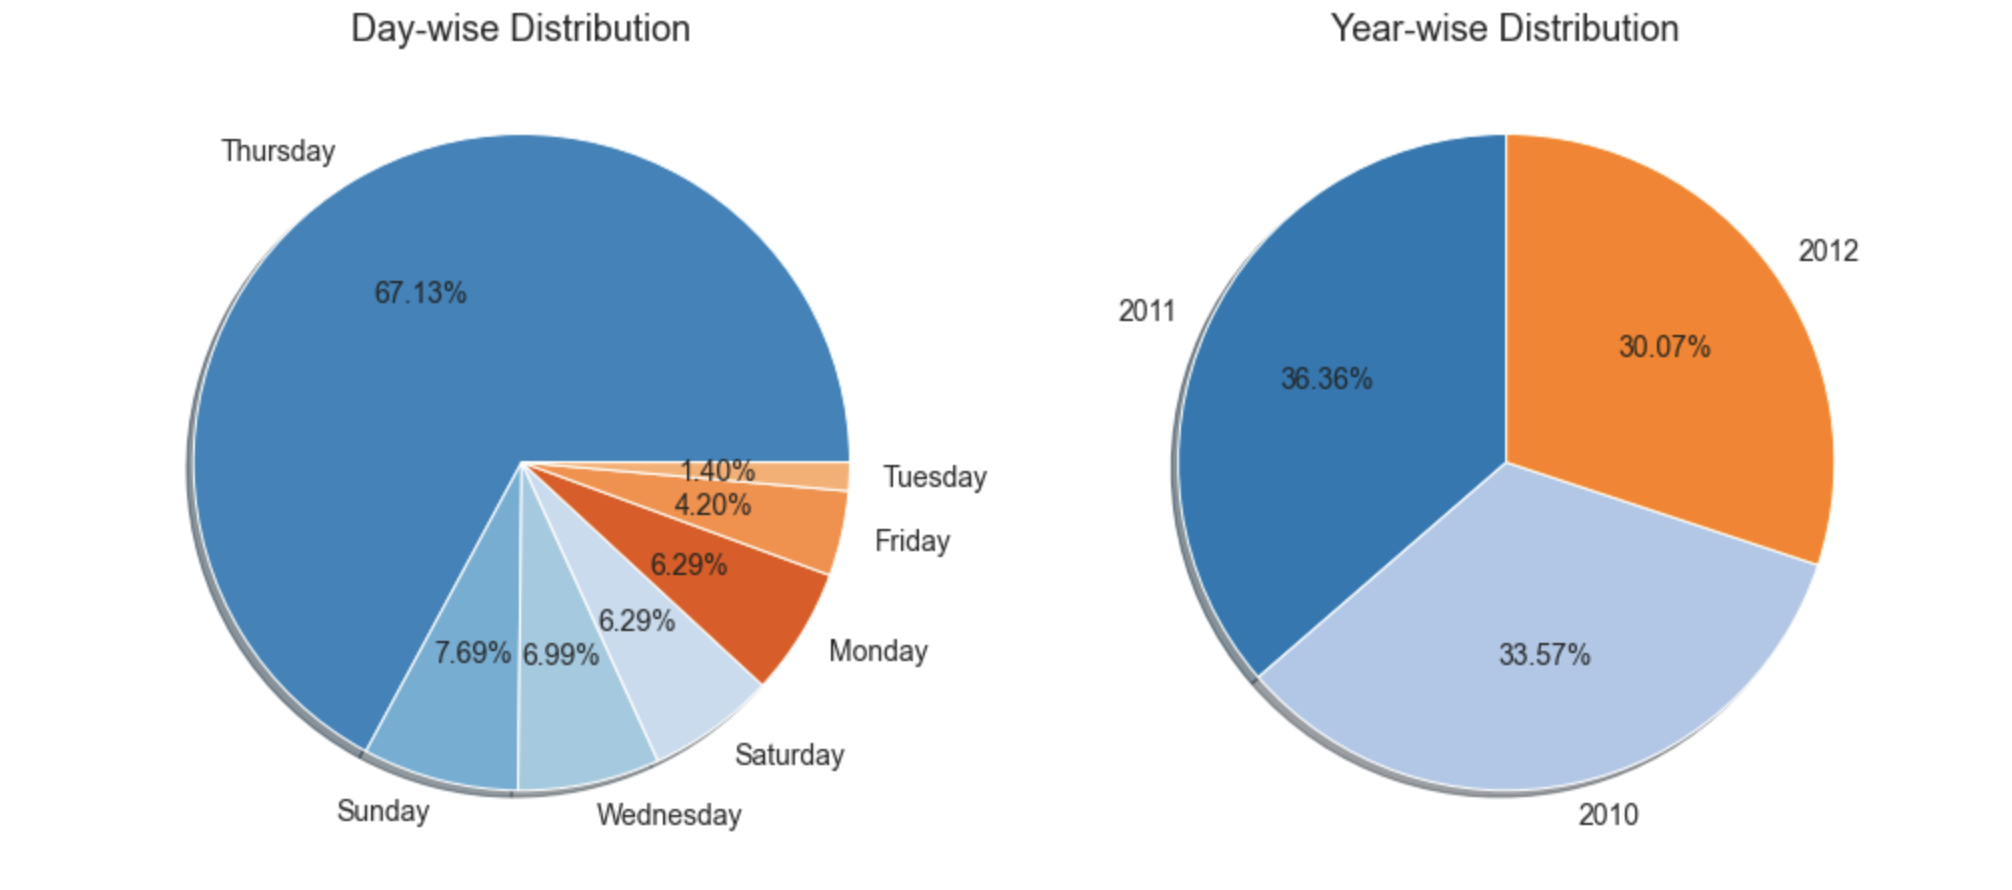 Day-wise Distribution
Thursday
67.13%
1.40%
Tuesday
4.20%
Friday
6.29%
Monday
6.29%
Saturday
6.99%
Wednesday
7.69%
Sunday
Year-wise Distribution
2012
30.07%
2011
36.36%
33.57%
2010